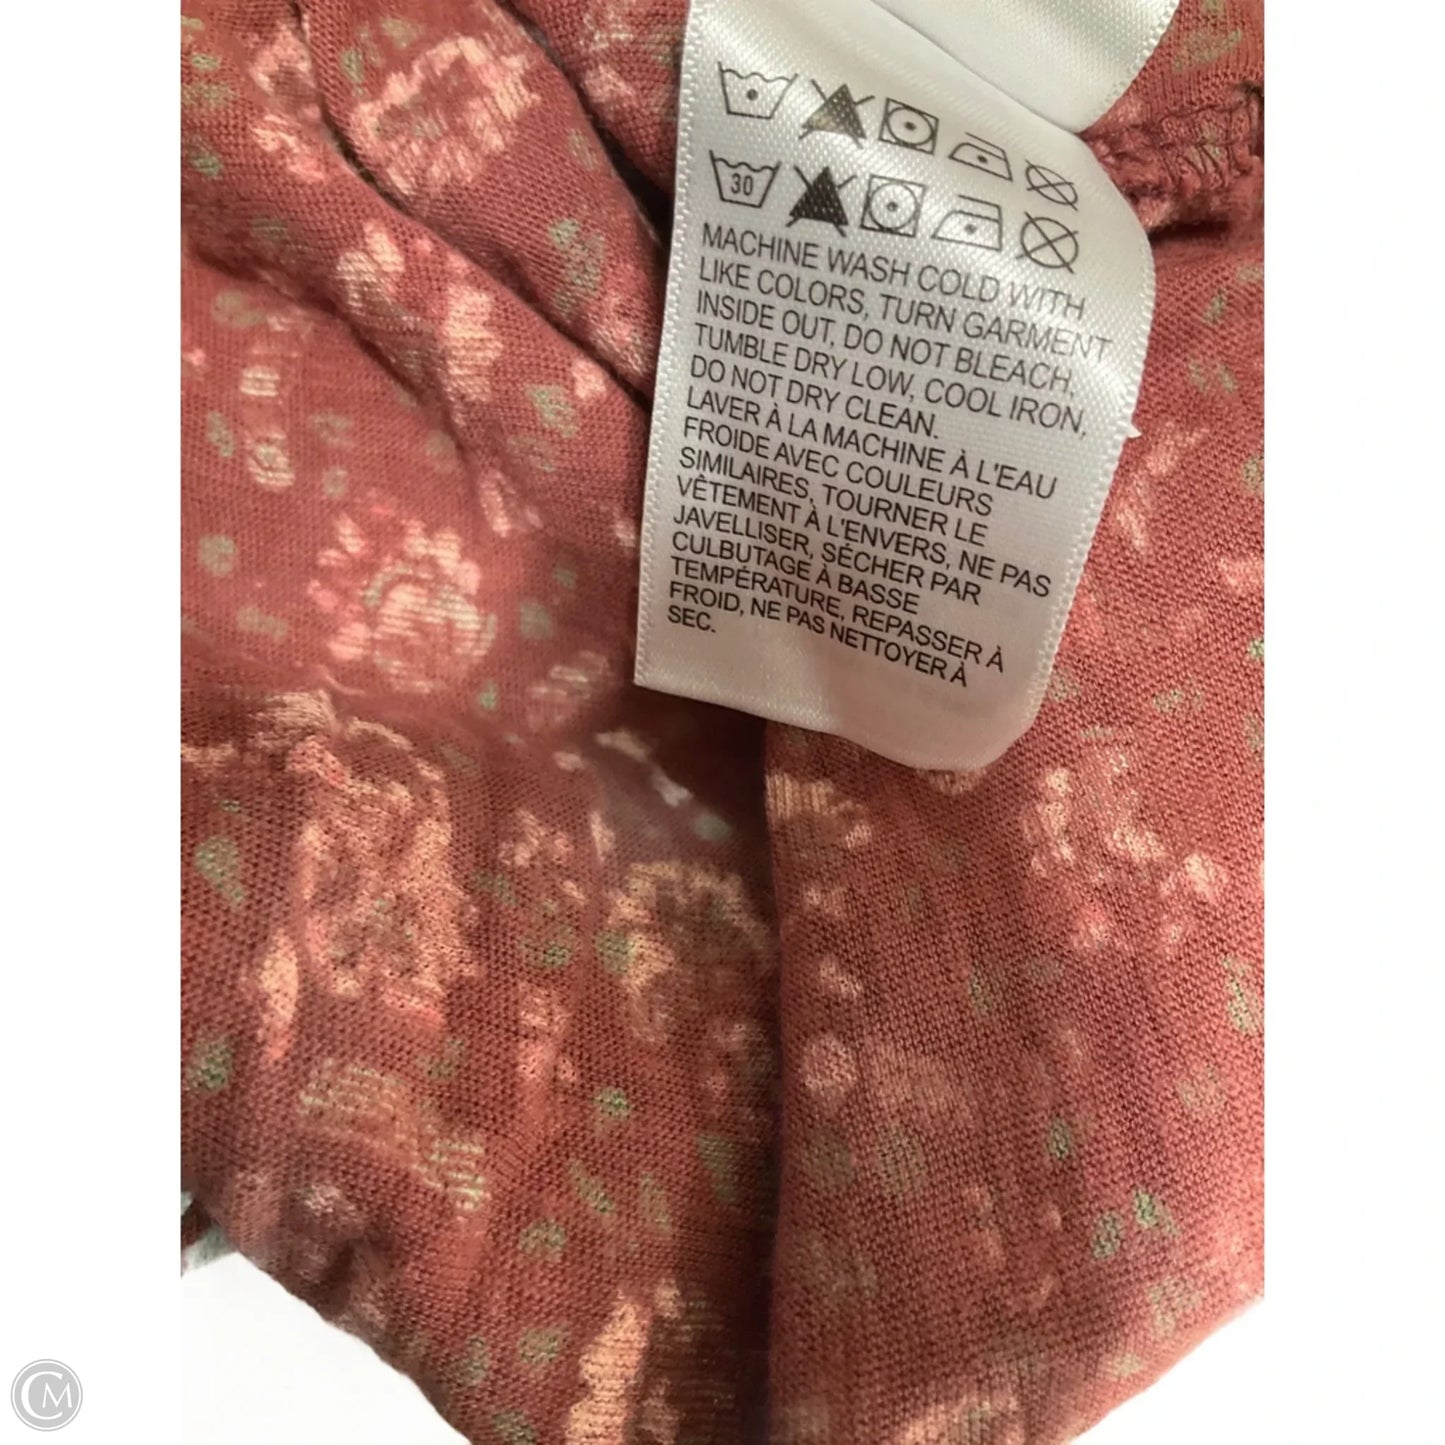 30
MACHINE WASH COLD WITH
LIKE COLORS, TURN GARMENT
INSIDE OUT, DO NOT BLEACH,
TUMBLE DRY LOW, COOL IRON,
DO NOT DRY CLEAN.
LAVER À LA MACHINE À L'EAU
FROIDE AVEC COULEURS
SIMILAIRES, TOURNER LE
VÊTEMENT À L'ENVERS, NE PAS
JAVELLISER, SÉCHER PAR
CULBUTAGE À BASSE
TEMPÉRATURE, REPASSER À
FROID, NE PAS NETTOYER À
SEC.
CM